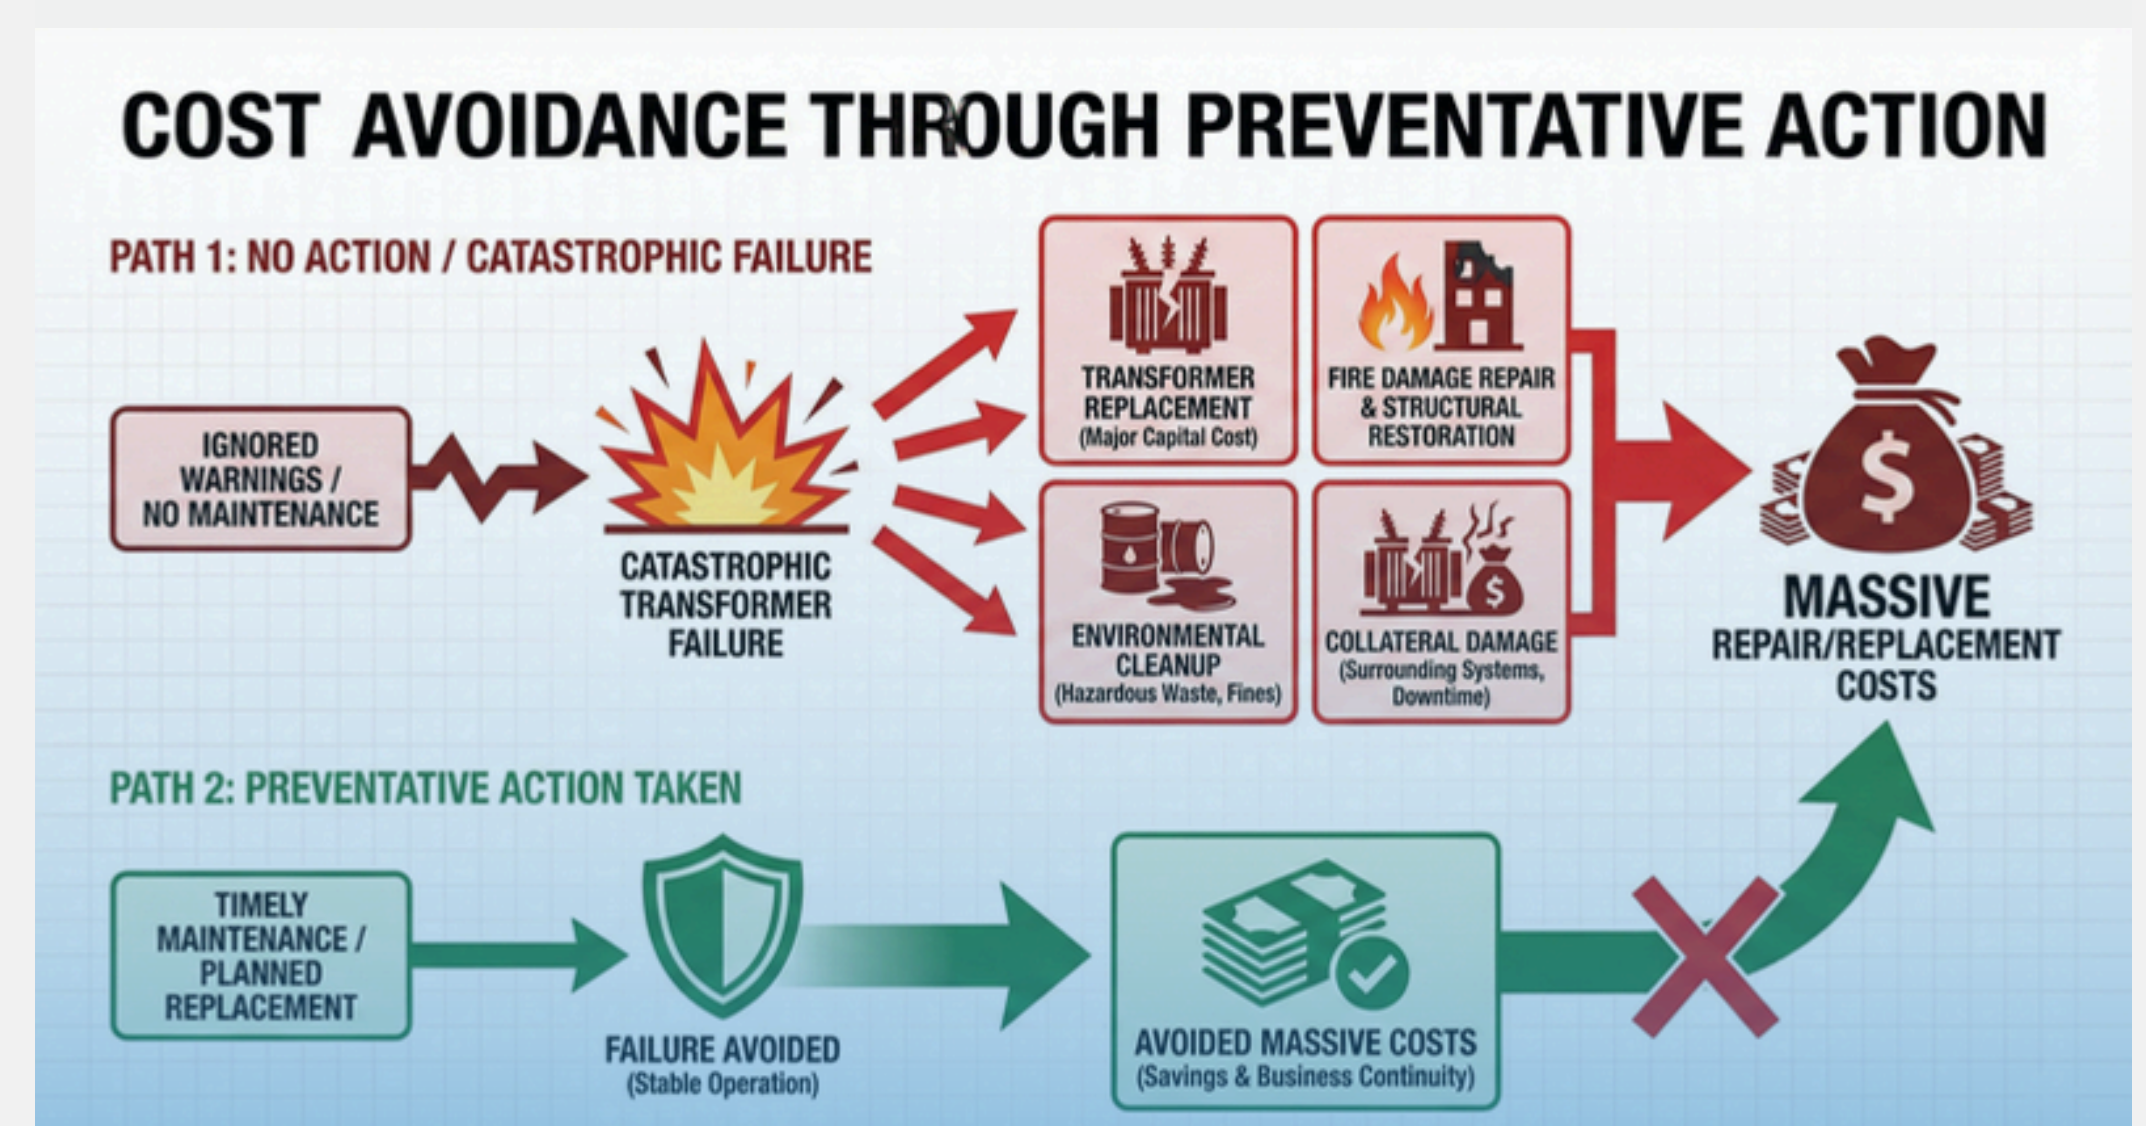 COST AVOIDANCE THROUGH PREVENTATIVE ACTION
PATH 1: NO ACTION / CATASTROPHIC FAILURE
IGNORED
WARNINGS /
NO MAINTENANCE
CATASTROPHIC
TRANSFORMER
FAILURE
TRANSFORMER
REPLACEMENT
(Major Capital Cost)
FIRE DAMAGE REPAIR
& STRUCTURAL
RESTORATION
ENVIRONMENTAL
CLEANUP
(Hazardous Waste, Fines)
$
COLLATERAL DAMAGE
(Surrounding Systems,
Downtime)
$
MASSIVE
REPAIR/REPLACEMENT
COSTS
PATH 2: PREVENTATIVE ACTION TAKEN
TIMELY
MAINTENANCE /
PLANNED
REPLACEMENT
FAILURE AVOIDED
(Stable Operation)
AVOIDED MASSIVE COSTS
(Savings & Business Continuity)